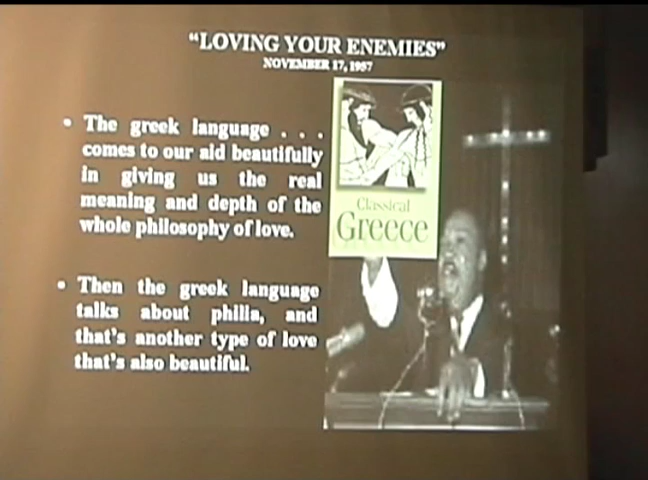 “LOVING YOUR ENEMIES”
NOVEMBER 17, 1957
• The greek language . . .
comes to our aid beautifully
in giving us the real
meaning and depth of the
whole philosophy of love.
Classical
Greece
• Then the greek language
talks about philia, and
that’s another type of love
that’s also beautiful.